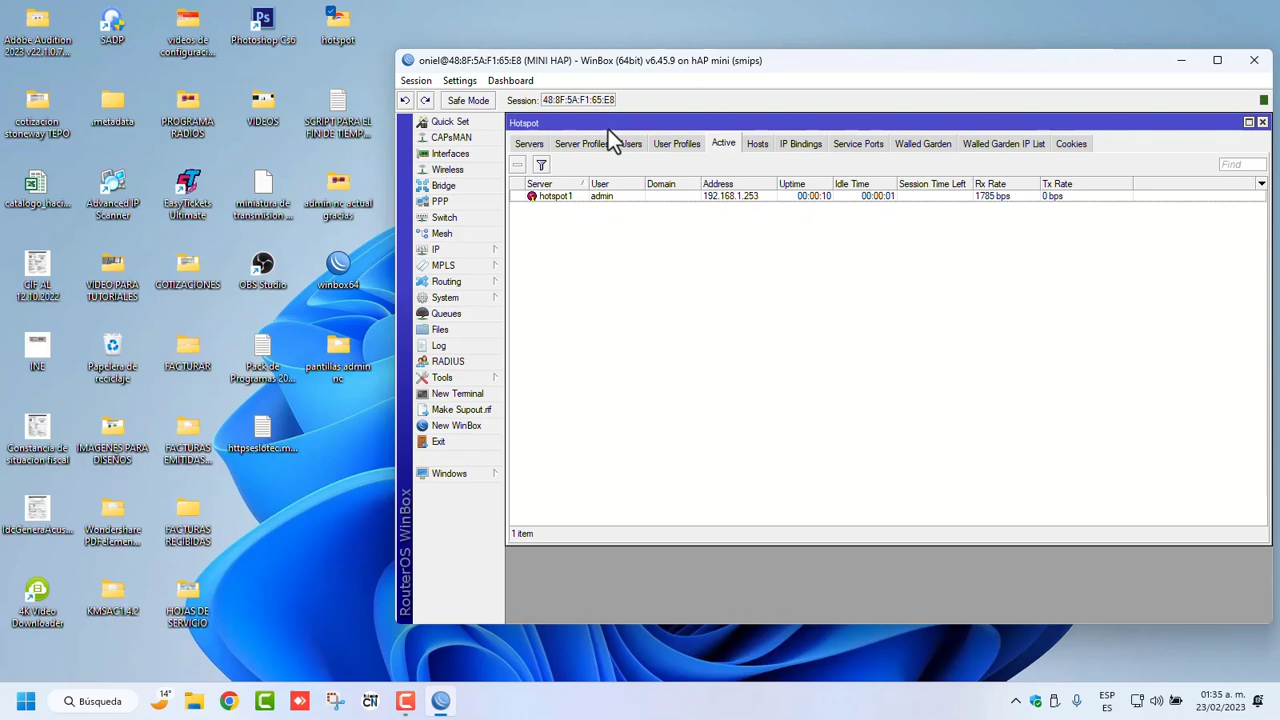 Adobe Audition
2023 v22.1.0.7...
SADP
videos de
configuraci...
Photoshop Cs6
hotspot
cotizacion
stoneway TEPO
.metadata
PROGRAMA
RADIOS
VIDEOS
SCRIPT PARA EL
FIN DE TIEMP...
catalogo_haci...
Advanced IP
Scanner
EasyTickets
Ultimate
miniatura de
transmision ...
admin nc actual
gracias
CIF AL
12.10.2022
VIDEO PARA
TUTORIALES
COTIZACIONES
OBS Studio
winbox64
INE
Papelera de
reciclaje
FACTURAR
Pack de
Programas 20...
pantillas admin
nc
Constancia de
situacion fiscal
IMAGENES PARA
DISEÑOS
FACTURAS
EMITIDAS...
httpseslotec.m...
IdcGeneraAcus...
Wondershare
PDFelemen...
FACTURAS
RECIBIDAS
4K Video
Downloader
KMSAC1.4.2
HOJAS DE
SERVICIO
oniel@48:8F:5A:F1:65:E8 (MINI HAP) - WinBox (64bit) v6.45.9 on hAP mini (smips)
Session Settings Dashboard
Safe Mode Session: 48:8F:5A:F1:65:E8
Quick Set
CAPsMAN
Interfaces
Wireless
Bridge
PPP
Switch
Mesh
IP
MPLS
Routing
System
Queues
Files
Log
RADIUS
Tools
New Terminal
Make Supout.rif
New WinBox
Exit
Windows
RouterOS WinBox
Hotspot
Servers Server Profiles Users User Profiles Active Hosts IP Bindings Service Ports Walled Garden Walled Garden IP List Cookies
Find
Server User Domain Address Uptime Idle Time Session Time Left Rx Rate Tx Rate
hotspot1 admin 192.168.1.253 00:00:10 00:00:01 1785 bps 0 bps
1 item
Búsqueda
14°
CN
ESP
ES
01:35 a. m.
23/02/2023